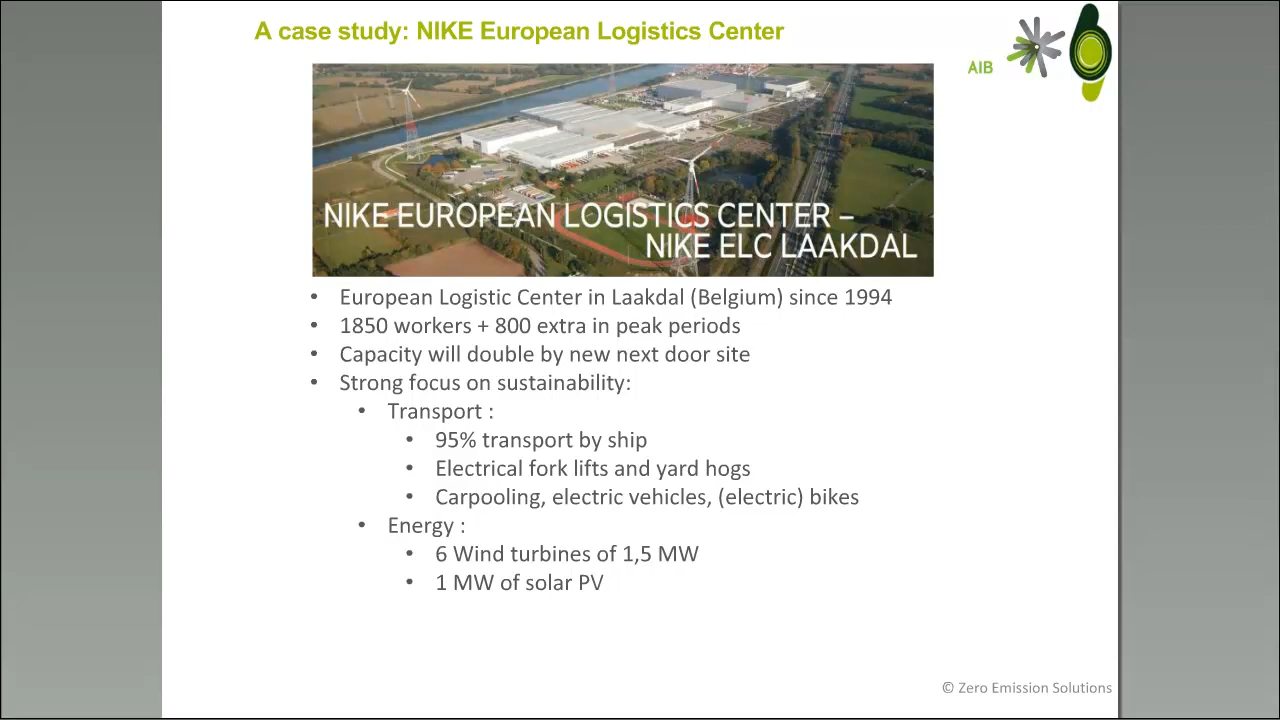 A case study: NIKE European Logistics Center
AIB
NIKE EUROPEAN LOGISTICS CENTER –
NIKE ELC LAAKDAL
• European Logistic Center in Laakdal (Belgium) since 1994
• 1850 workers + 800 extra in peak periods
• Capacity will double by new next door site
• Strong focus on sustainability:
• Transport :
• 95% transport by ship
• Electrical fork lifts and yard hogs
• Carpooling, electric vehicles, (electric) bikes
• Energy :
• 6 Wind turbines of 1,5 MW
• 1 MW of solar PV
© Zero Emission Solutions